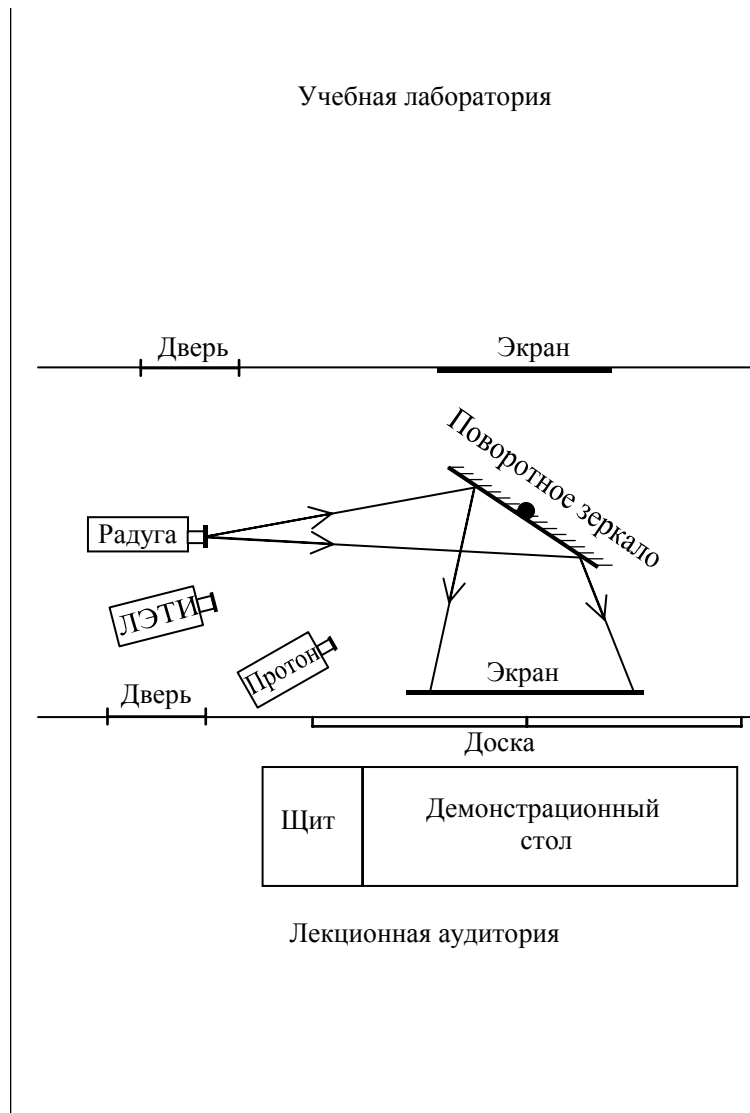 Учебная лаборатория
Дверь
Экран
Поворотное зеркало
Радуга
ЛЭТИ
Протон
Экран
Дверь
Доска
Щит
Демонстрационный
стол
Лекционная аудитория